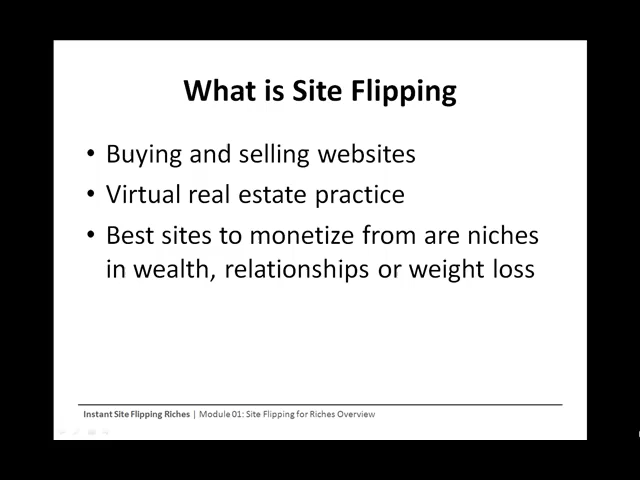 What is Site Flipping
• Buying and selling websites
• Virtual real estate practice
• Best sites to monetize from are niches
in wealth, relationships or weight loss
Instant Site Flipping Riches | Module 01: Site Flipping for Riches Overview